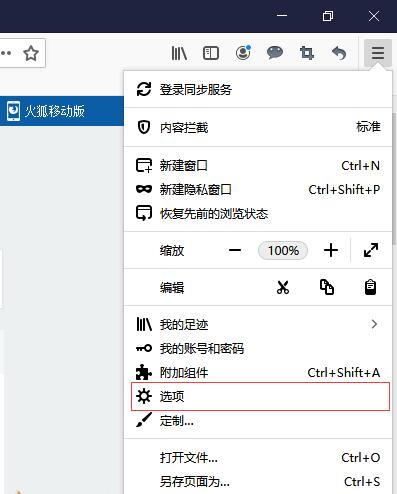 火狐移动版
登录同步服务
内容拦截 标准
新建窗口 Ctrl+N
新建隐私窗口 Ctrl+Shift+P
恢复先前的浏览状态
缩放 100%
编辑
我的足迹
我的账号和密码
附加组件 Ctrl+Shift+A
选项
定制...
打开文件... Ctrl+O
另存页面为... Ctrl+S